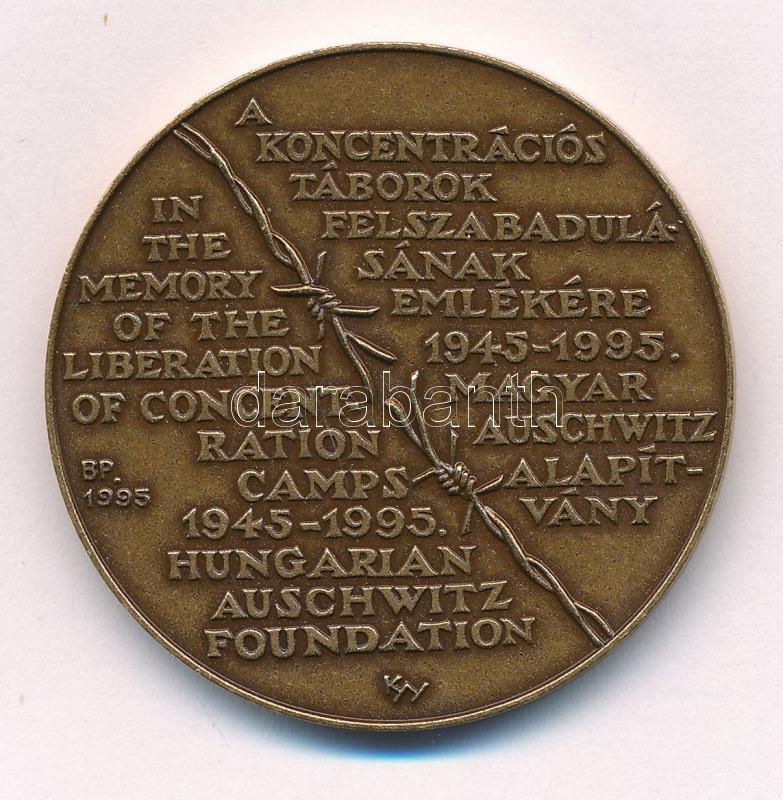 A
KONCENTRÁCIÓS
TÁBOROK
FELSZABADULÁ-
SÁNAK
EMLÉKÉRE
1945-1995.
MAGYAR
AUSCHWITZ
ALAPÍT-
VÁNY
IN
THE
MEMORY
OF THE
LIBERATION
OF CONCENT
RATION
CAMPS
1945-1995.
HUNGARIAN
AUSCHWITZ
FOUNDATION
BP.
1995
darabanth